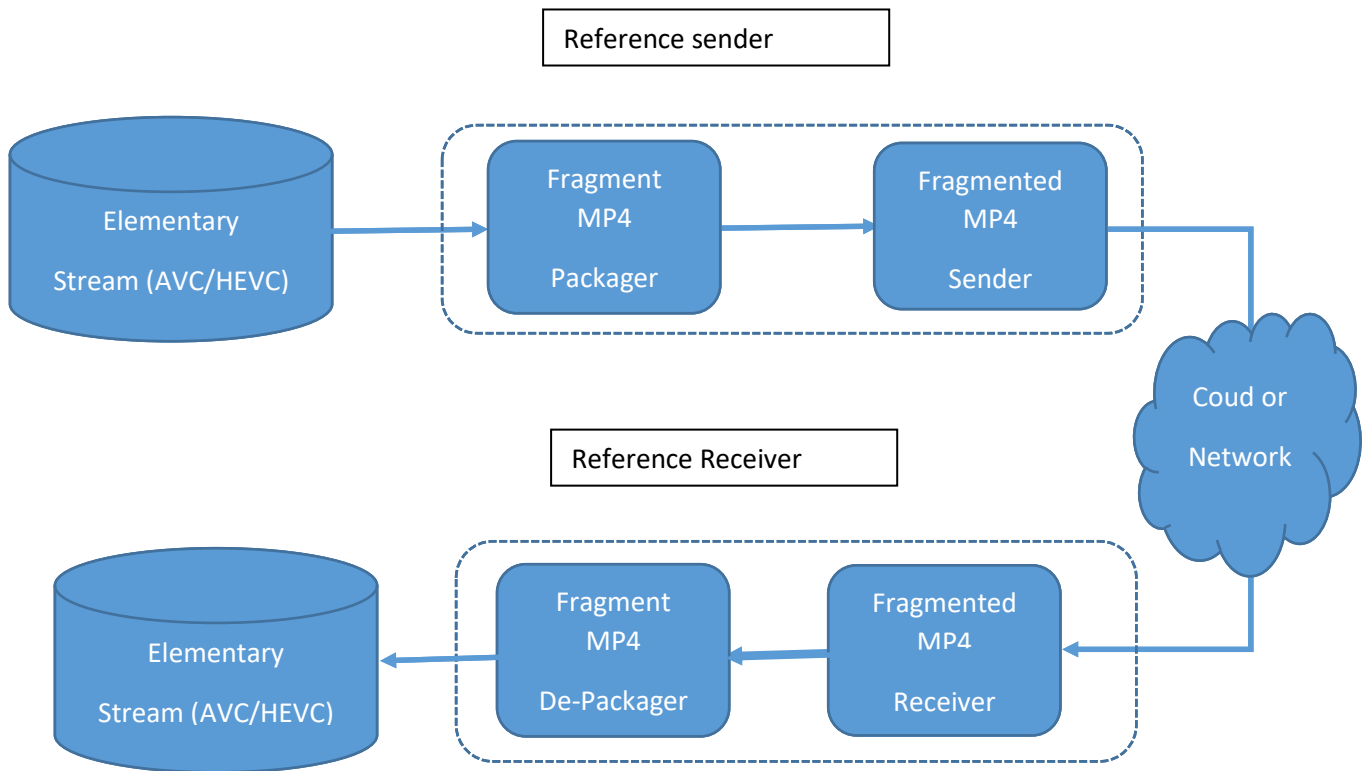 Reference sender
Elementary
Stream (AVC/HEVC)
Fragment
MP4
Packager
Fragmented
MP4
Sender
Coud or
Network
Reference Receiver
Elementary
Stream (AVC/HEVC)
Fragment
MP4
De-Packager
Fragmented
MP4
Receiver